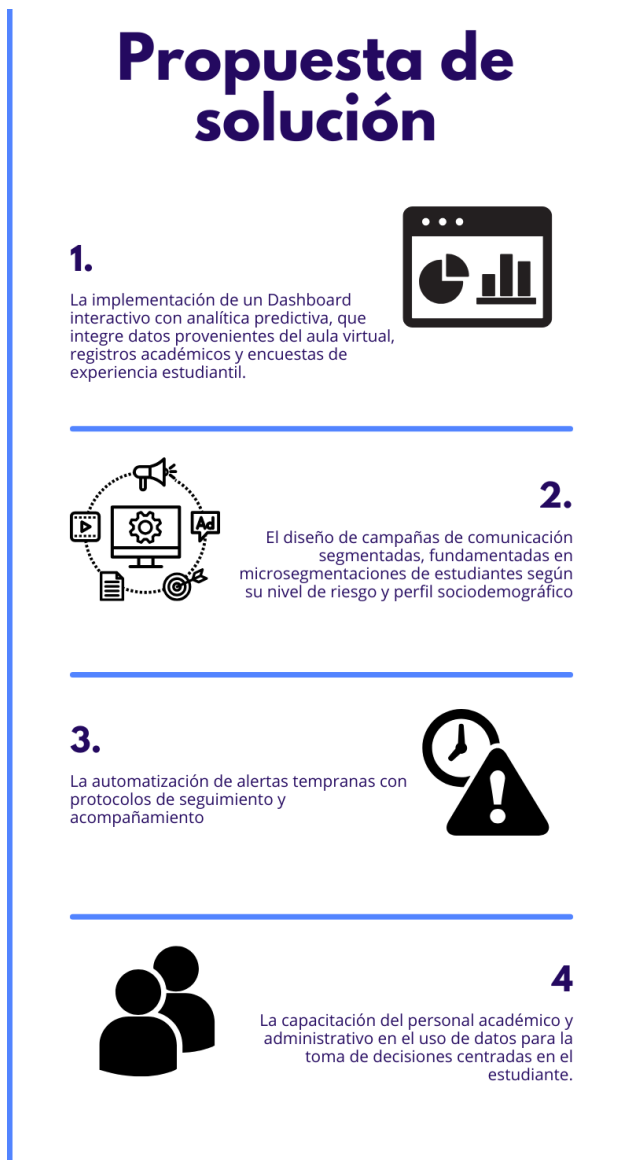 Propuesta de
solución
1.
La implementación de un Dashboard
interactivo con analítica predictiva, que
integre datos provenientes del aula virtual,
registros académicos y encuestas de
experiencia estudiantil.
Ad
2.
El diseño de campañas de comunicación
segmentadas, fundamentadas en
microsegmentaciones de estudiantes según
su nivel de riesgo y perfil sociodemográfico
3.
La automatización de alertas tempranas con
protocolos de seguimiento y
acompañamiento
4
La capacitación del personal académico y
administrativo en el uso de datos para la
toma de decisiones centradas en el
estudiante.